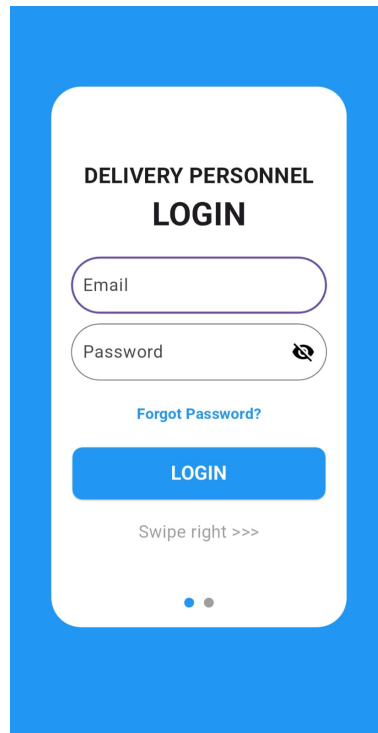 DELIVERY PERSONNEL
LOGIN
Email
Password
Forgot Password?
LOGIN
Swipe right >>>